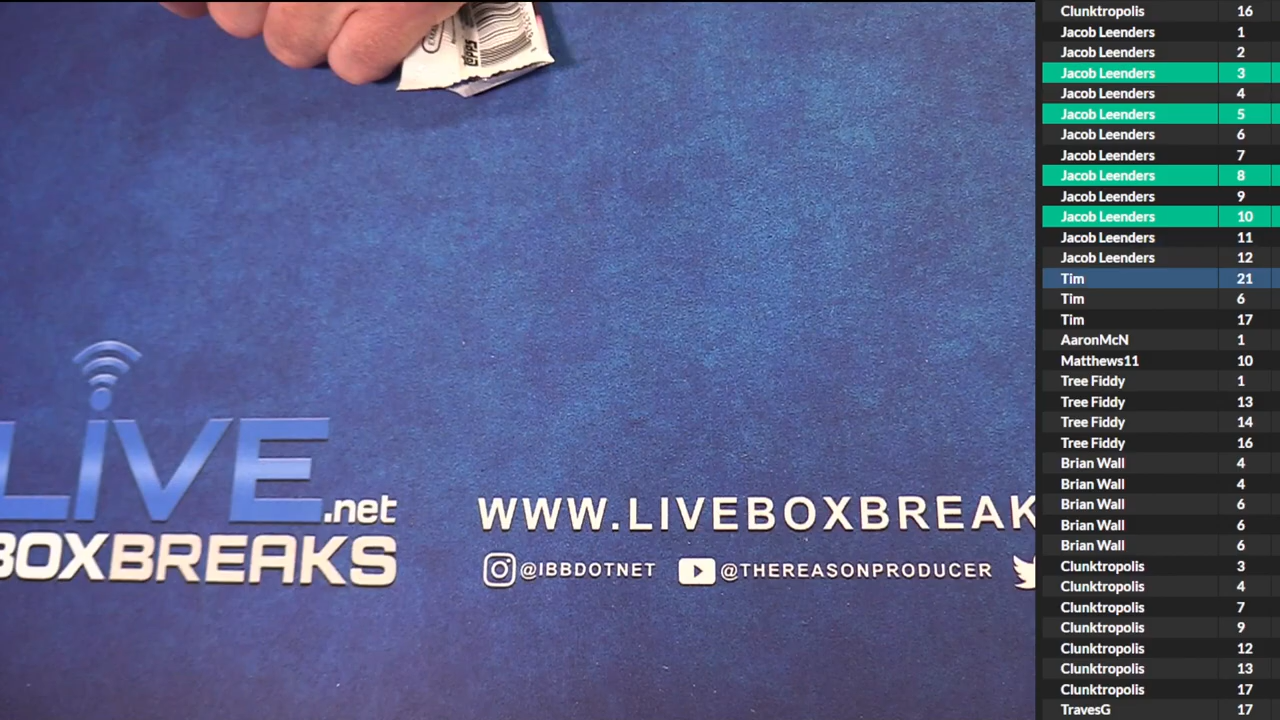 Topps
LiVE.net
BOXBREAKS
WWW.LIVEBOXBREAK
@IBBDOTNET
@THEREASONPRODUCER
Clunktropolis 16
Jacob Leenders 1
Jacob Leenders 2
Jacob Leenders 3
Jacob Leenders 4
Jacob Leenders 5
Jacob Leenders 6
Jacob Leenders 7
Jacob Leenders 8
Jacob Leenders 9
Jacob Leenders 10
Jacob Leenders 11
Jacob Leenders 12
Tim 21
Tim 6
Tim 17
AaronMcN 1
Matthews11 10
Tree Fiddy 1
Tree Fiddy 13
Tree Fiddy 14
Tree Fiddy 16
Brian Wall 4
Brian Wall 4
Brian Wall 6
Brian Wall 6
Brian Wall 6
Clunktropolis 3
Clunktropolis 4
Clunktropolis 7
Clunktropolis 9
Clunktropolis 12
Clunktropolis 13
Clunktropolis 17
TravesG 17